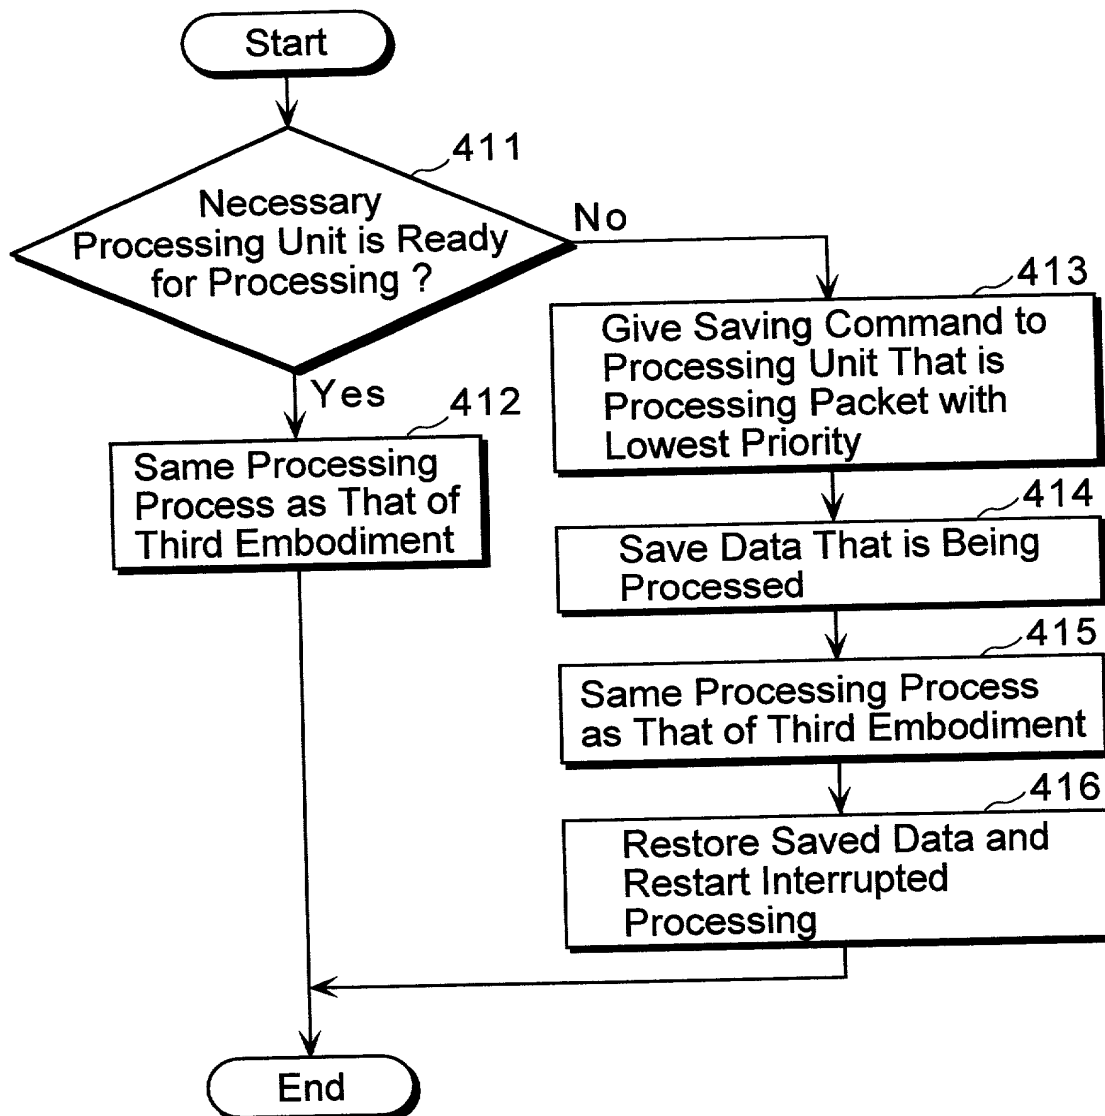 Start
411
Necessary
Processing Unit is Ready
for Processing ?
No
Yes
412
Same Processing
Process as That of
Third Embodiment
413
Give Saving Command to
Processing Unit That is
Processing Packet with
Lowest Priority
414
Save Data That is Being
Processed
415
Same Processing Process
as That of Third Embodiment
416
Restore Saved Data and
Restart Interrupted
Processing
End